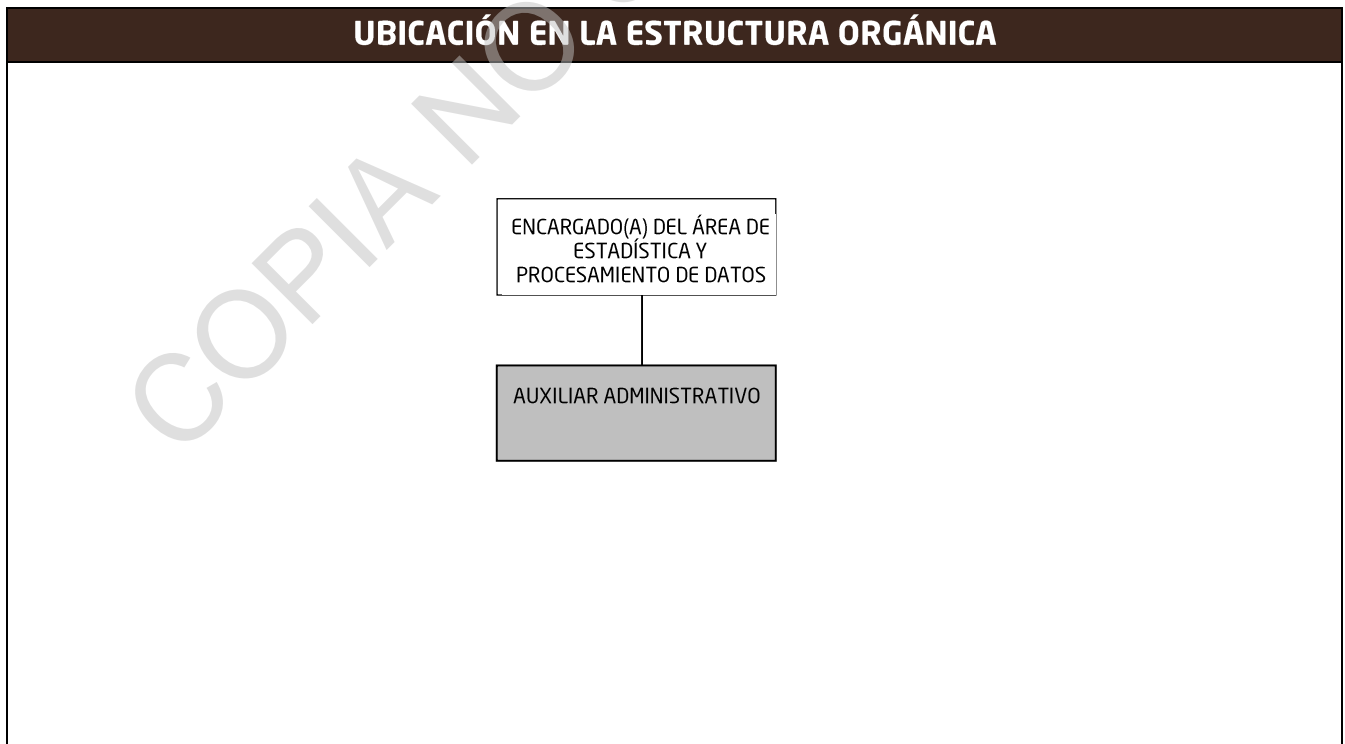 UBICACIÓN EN LA ESTRUCTURA ORGÁNICA
ENCARGADO(A) DEL ÁREA DE
ESTADÍSTICA Y
PROCESAMIENTO DE DATOS
AUXILIAR ADMINISTRATIVO
COPIA NO